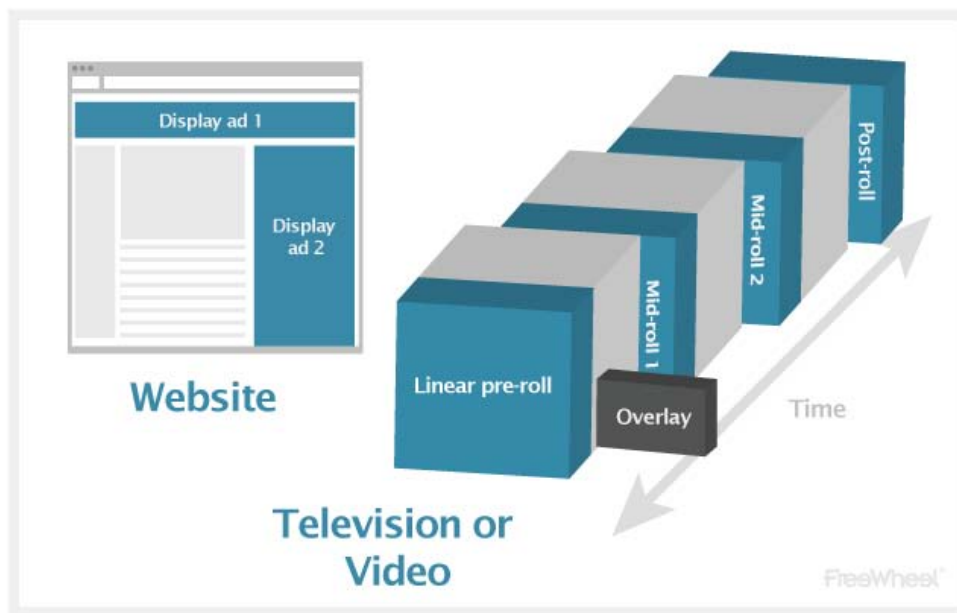 Display ad 1
Display
ad 2
Website
Linear pre-roll
Mid-roll 1
Mid-roll 2
Post-roll
Overlay
Time
Television or
Video
FreeWheel